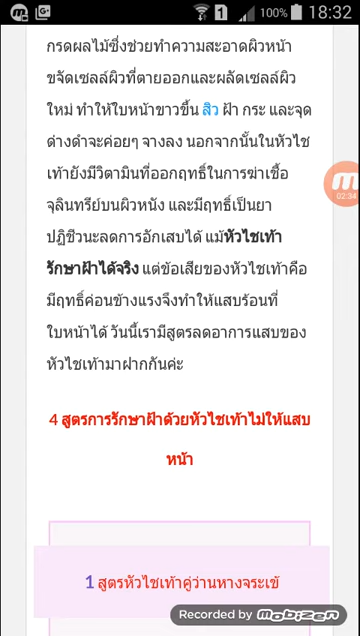 1 100% 18:32
กรดผลไม้ซึ่งช่วยทำความสะอาดผิวหน้า
ขจัดเซลล์ผิวที่ตายออกและผลัดเซลล์ผิว
ใหม่ ทำให้ใบหน้าขาวขึ้น สิว ฝ้า กระ และจุด
ด่างดำจะค่อยๆ จางลง นอกจากนั้นในหัวไช
เท้ายังมีวิตามินที่ออกฤทธิ์ในการฆ่าเชื้อ
จุลินทรีย์บนผิวหนัง และมีฤทธิ์เป็นยา
02:34
ปฏิชีวนะลดการอักเสบได้ แม้หัวไชเท้า
รักษาฝ้าได้จริง แต่ข้อเสียของหัวไชเท้าคือ
มีฤทธิ์ค่อนข้างแรงจึงทำให้แสบร้อนที่
ใบหน้าได้ วันนี้เรามีสูตรลดอาการแสบของ
หัวไชเท้ามาฝากกันค่ะ
4 สูตรการรักษาฝ้าด้วยหัวไชเท้าไม่ให้แสบ
หน้า
1 สูตรหัวไชเท้าคู่ว่านหางจระเข้
Recorded by mobizen